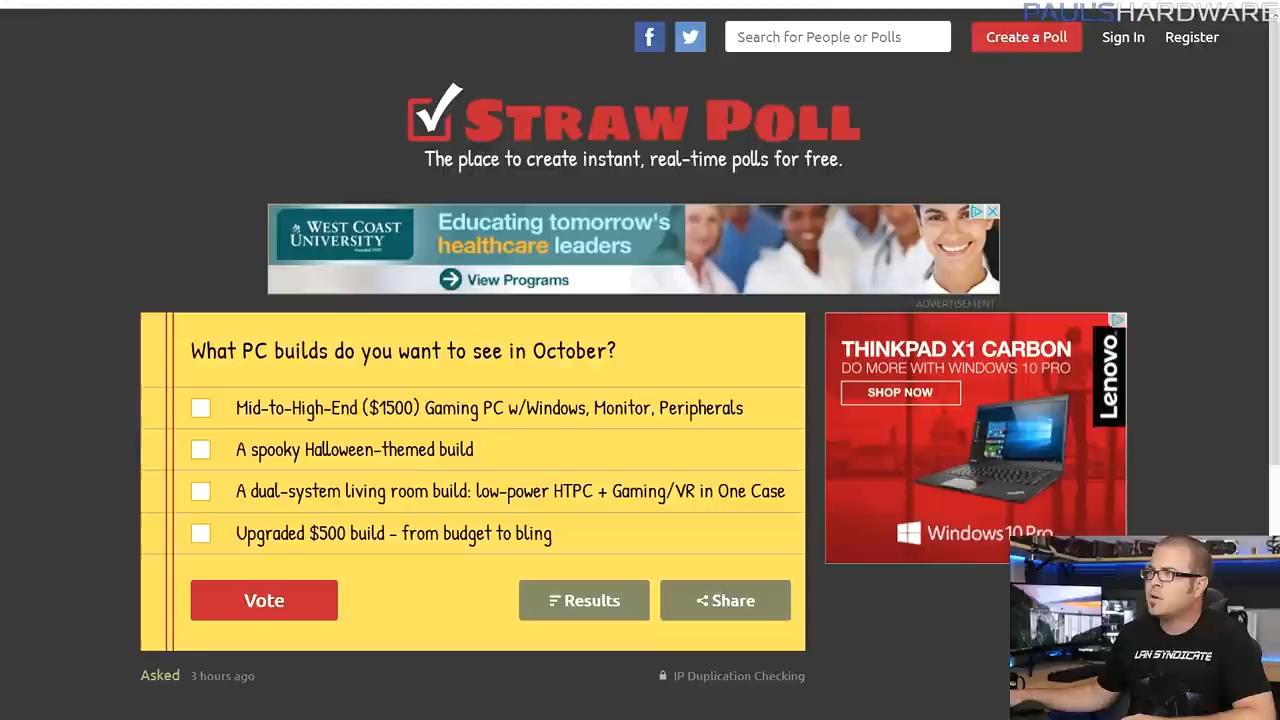 PAULSHARDWARE
f
Search for People or Polls
Create a Poll
Sign In
Register
STRAW POLL
The place to create instant, real-time polls for free.
WEST COAST
UNIVERSITY
Educating tomorrow's
healthcare leaders
View Programs
ADVERTISEMENT
What PC builds do you want to see in October?
Mid-to-High-End ($1500) Gaming PC w/Windows, Monitor, Peripherals
A spooky Halloween-themed build
A dual-system living room build: low-power HTPC + Gaming/VR in One Case
Upgraded $500 build - from budget to bling
Vote
Results
Share
Asked 3 hours ago
IP Duplication Checking
THINKPAD X1 CARBON
DO MORE WITH WINDOWS 10 PRO
SHOP NOW
Lenovo
Windows 10 Pro
LAN SYNDICATE